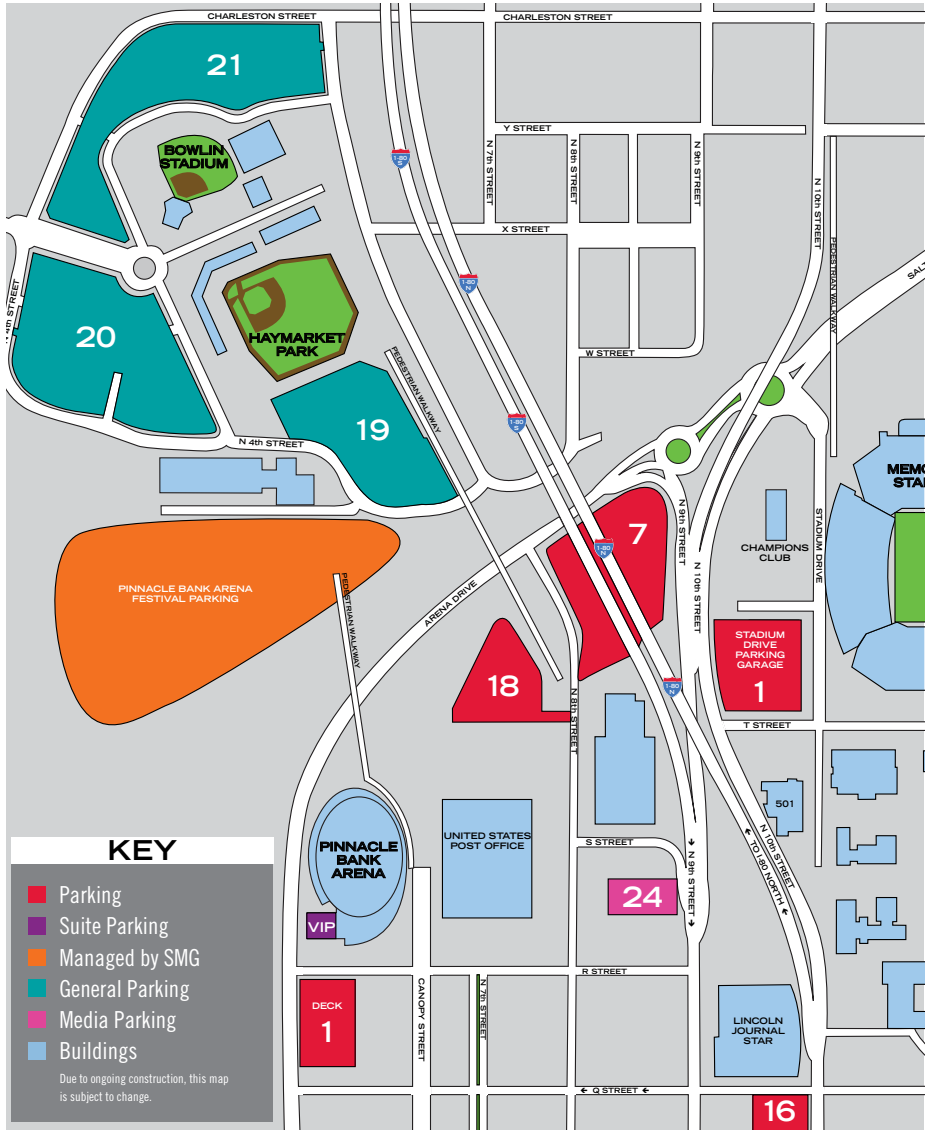 CHARLESTON STREET
CHARLESTON STREET
21
Y STREET
N 7th STREET
N 8th STREET
N 9th STREET
N 10th STREET
BOWLIN
STADIUM
I-80
S
X STREET
PEDESTRIAN WALKWAY
SALT
I-80
N
N 4th STREET
20
HAYMARKET
PARK
W STREET
PEDESTRIAN WALKWAY
19
I-80
S
N 4th STREET
MEMO
STA
7
N 9th STREET
STADIUM DRIVE
I-80
N
CHAMPIONS
CLUB
N 10th STREET
PINNACLE BANK ARENA
FESTIVAL PARKING
PEDESTRIAN WALKWAY
ARENA DRIVE
STADIUM
DRIVE
PARKING
GARAGE
1
18
I-80
N
N 8th STREET
T STREET
501
UNITED STATES
POST OFFICE
S STREET
N 9th STREET
TO I-80 NORTH
N 10th STREET
PINNACLE
BANK
ARENA
24
VIP
R STREET
DECK
1
CANOPY STREET
N 7th STREET
LINCOLN
JOURNAL
STAR
← Q STREET ←
16
KEY
Parking
Suite Parking
Managed by SMG
General Parking
Media Parking
Buildings
Due to ongoing construction, this map
is subject to change.